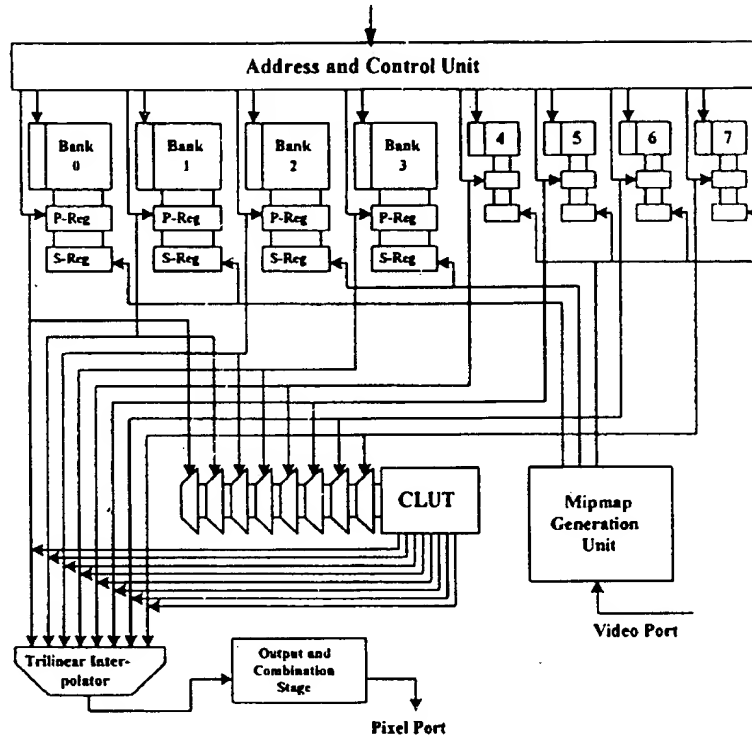 Address and Control Unit
Bank
0
Bank
1
Bank
2
Bank
3
4
5
6
7
P-Reg
P-Reg
P-Reg
P-Reg
S-Reg
S-Reg
S-Reg
S-Reg
CLUT
Mipmap
Generation
Unit
Video Port
Trilinear Inter-
polator
Output and
Combination
Stage
Pixel Port